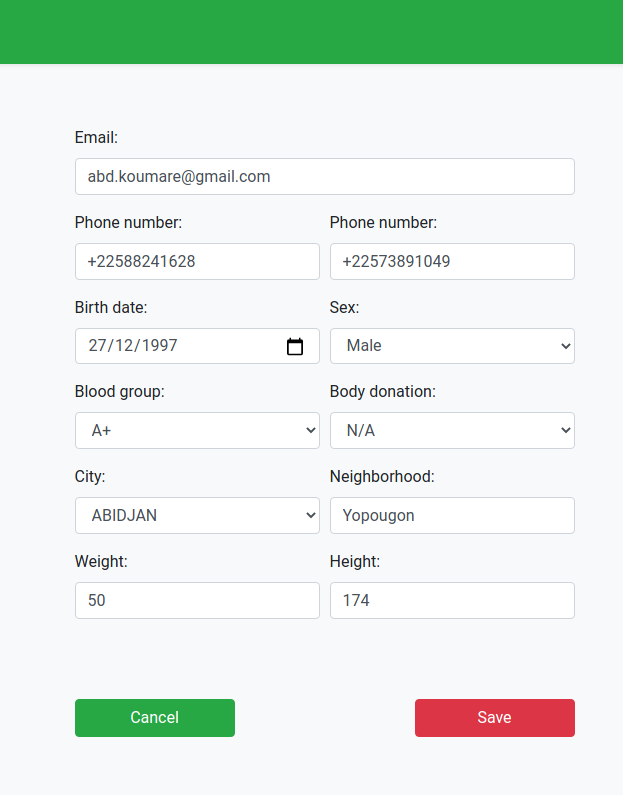 Email:
abd.koumare@gmail.com
Phone number: Phone number:
+22588241628 +22573891049
Birth date: Sex:
27/12/1997 Male
Blood group: Body donation:
A+ N/A
City: Neighborhood:
ABIDJAN Yopougon
Weight: Height:
50 174
Cancel Save